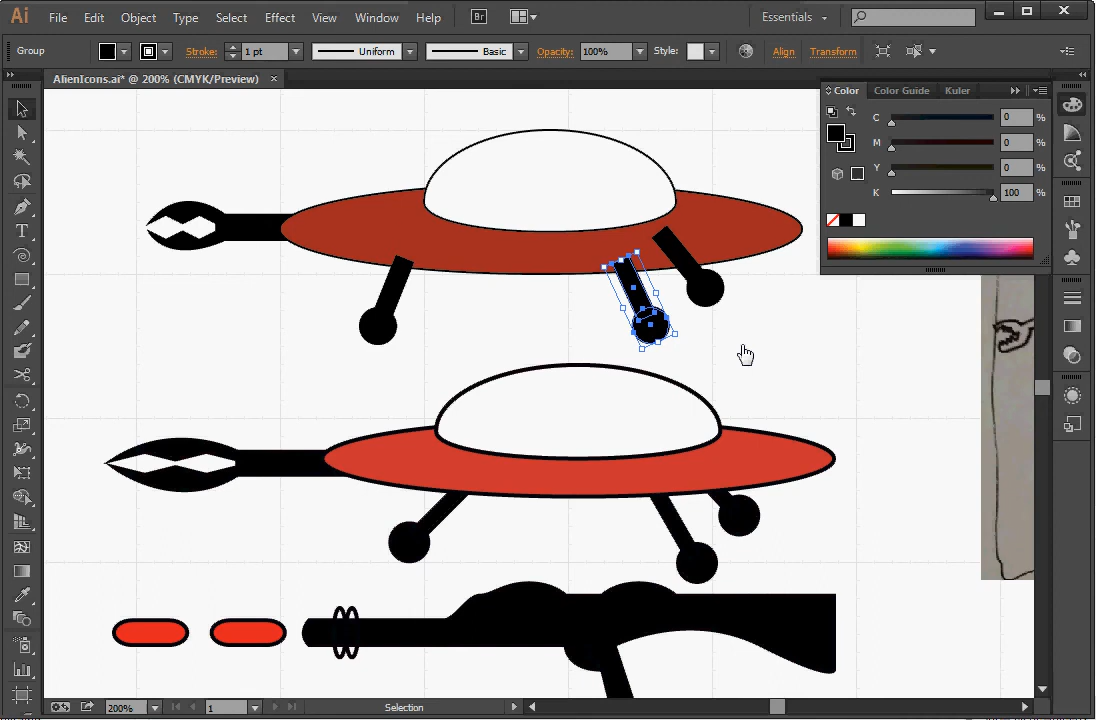 Ai File Edit Object Type Select Effect View Window Help Br Essentials
Group Stroke: 1 pt Uniform Basic Opacity: 100% Style: Align Transform
AlienIcons.ai* @ 200% (CMYK/Preview) ×
Color Color Guide Kuler
C 0 %
M 0 %
Y 0 %
K 100 %
200% 1 Selection